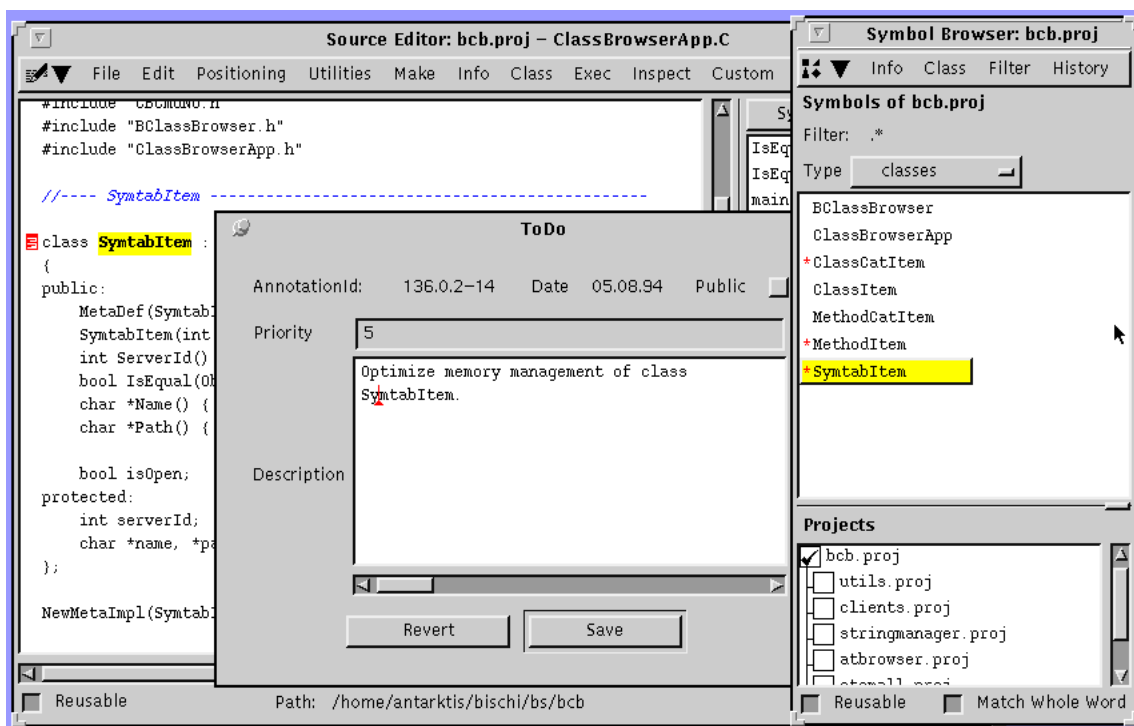 Source Editor: bcb.proj – ClassBrowserApp.C
File Edit Positioning Utilities Make Info Class Exec Inspect Custom
#include "BClassBrowser.h"
#include "ClassBrowserApp.h"
//---- SymtabItem --------------------------------------------------
class SymtabItem :
{
public:
MetaDef(Symtab
SymtabItem(int
int ServerId()
bool IsEqual(Ob
char *Name() {
char *Path() {
bool isOpen;
protected:
int serverId;
char *name, *pa
};
NewMetaImpl(Symtab
IsEq
IsEq
main
Reusable
Path: /home/antarktis/bischi/bs/bcb
ToDo
AnnotationId: 136.0.2–14 Date 05.08.94 Public
Priority 5
Description
Optimize memory management of class
SymtabItem.
Revert Save
Symbol Browser: bcb.proj
Info Class Filter History
Symbols of bcb.proj
Filter: .*
Type classes
BClassBrowser
ClassBrowserApp
*ClassCatItem
ClassItem
MethodCatItem
*MethodItem
*SymtabItem
Projects
bcb.proj
utils.proj
clients.proj
stringmanager.proj
atbrowser.proj
Reusable Match Whole Word